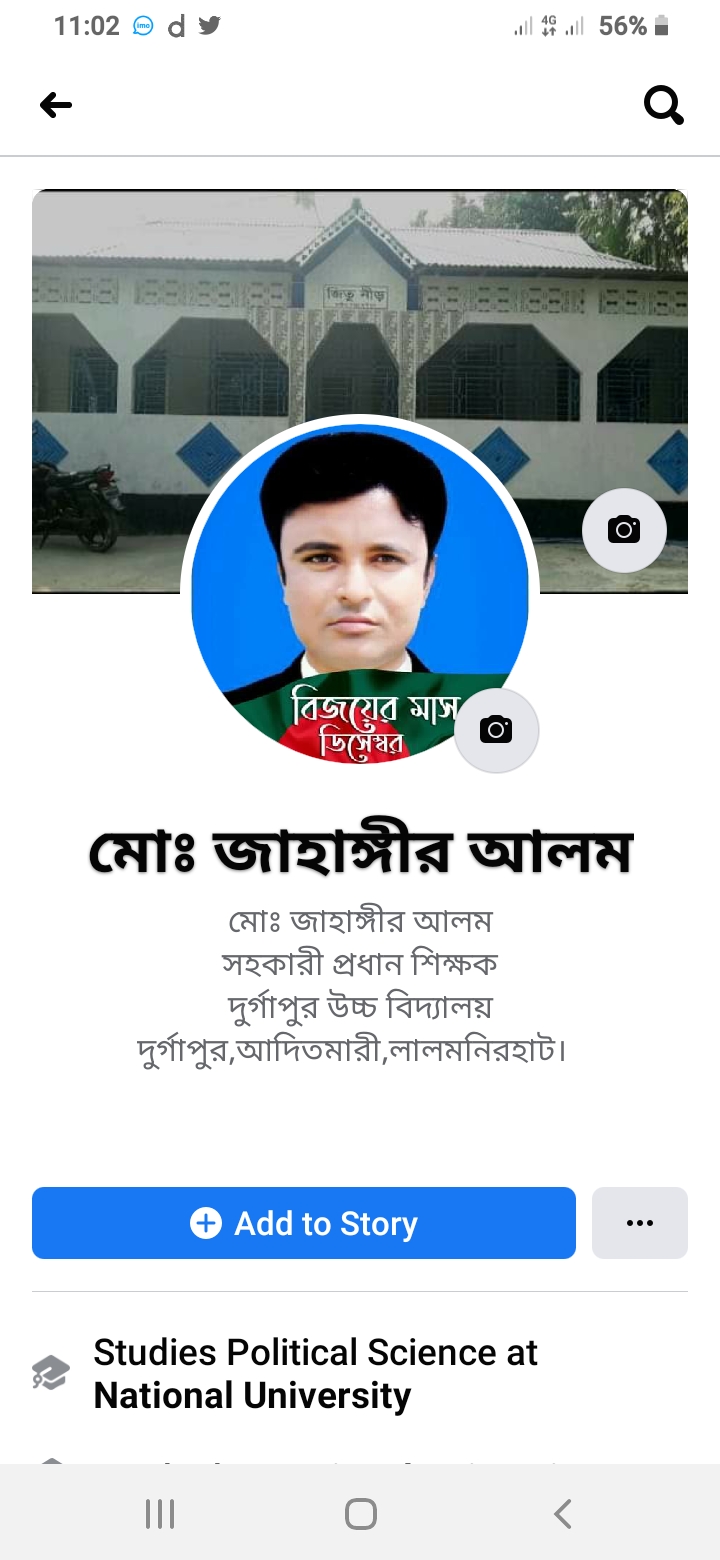 11:02 imo d 4G 56%
জিতু নীড়
বিজয়ের মাস
ডিসেম্বর
মোঃ জাহাঙ্গীর আলম
মোঃ জাহাঙ্গীর আলম
সহকারী প্রধান শিক্ষক
দুর্গাপুর উচ্চ বিদ্যালয়
দুর্গাপুর,আদিতমারী,লালমনিরহাট।
Add to Story
Studies Political Science at
National University